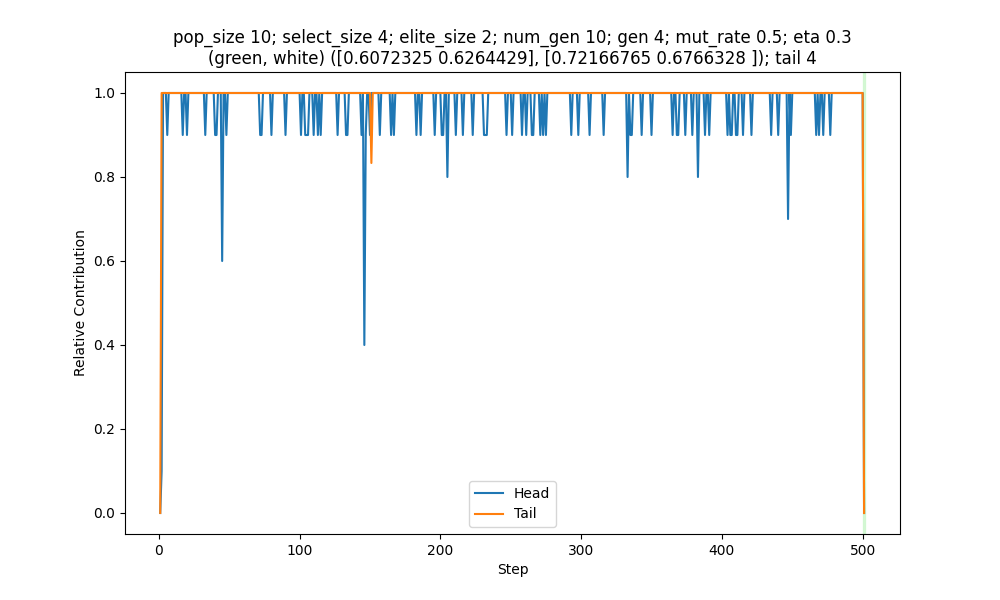 pop_size 10; select_size 4; elite_size 2; num_gen 10; gen 4; mut_rate 0.5; eta 0.3
(green, white) ([0.6072325 0.6264429], [0.72166765 0.6766328 ]); tail 4
1.0
0.8
0.6
0.4
0.2
0.0
Relative Contribution
Head
Tail
0 100 200 300 400 500
Step